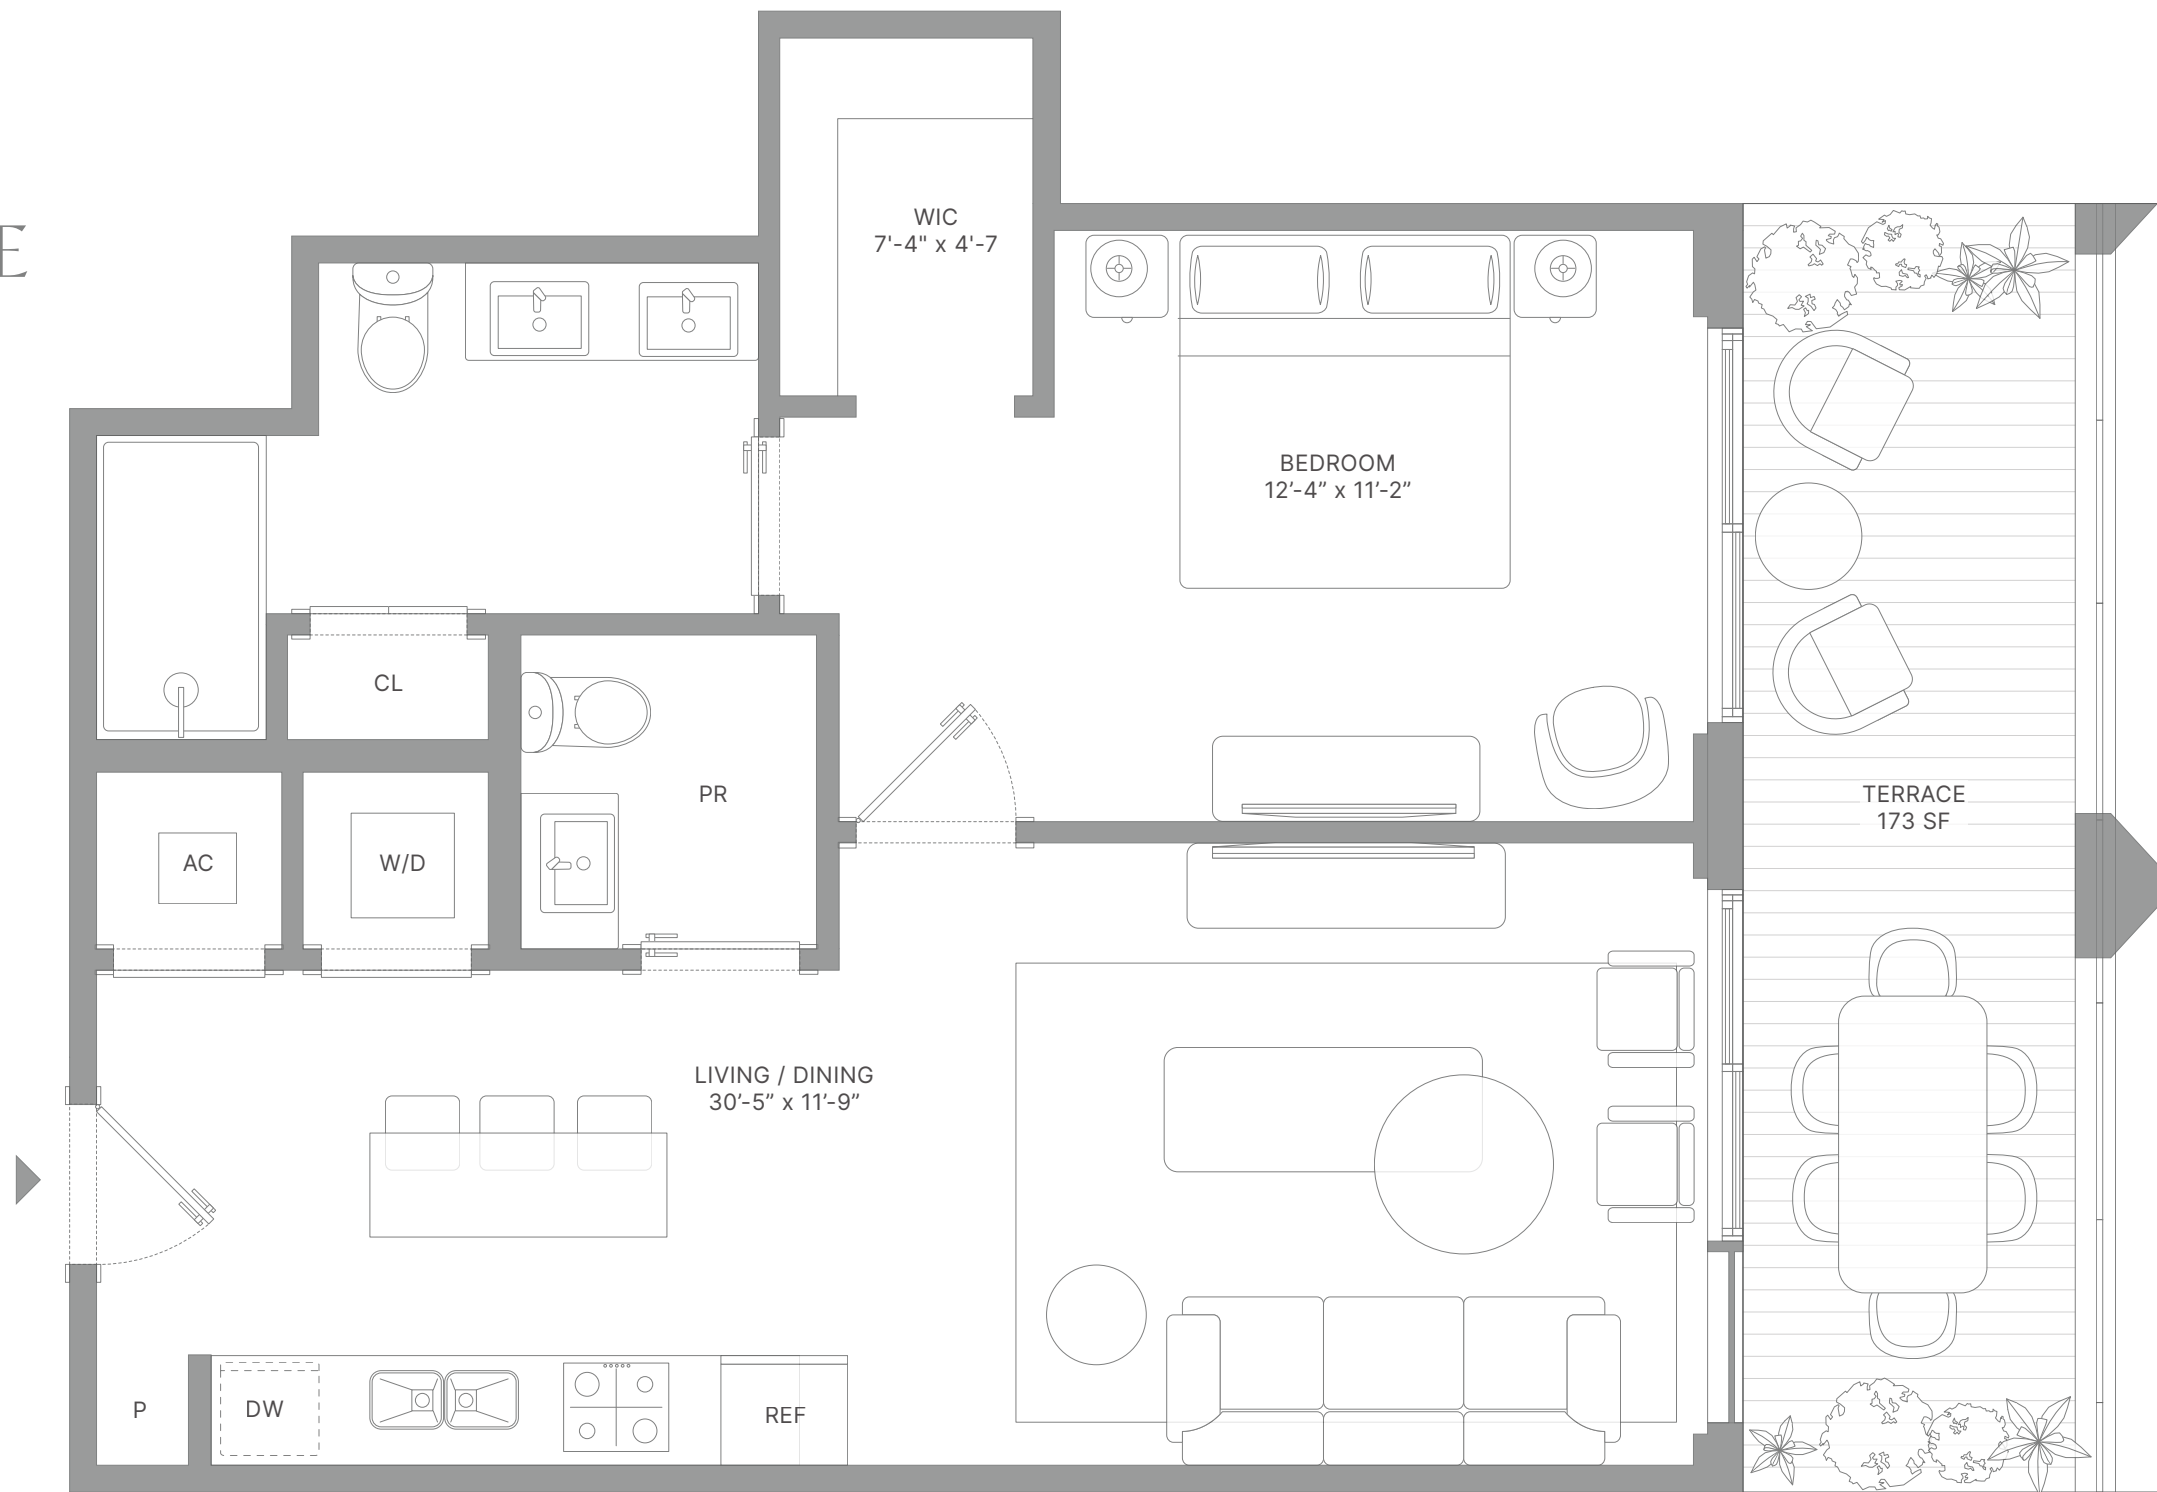 E
WIC
7'-4" x 4'-7
BEDROOM
12’-4” x 11’-2”
CL
PR
TERRACE
173 SF
AC
W/D
LIVING / DINING
30’-5” x 11’-9”
P
DW
REF